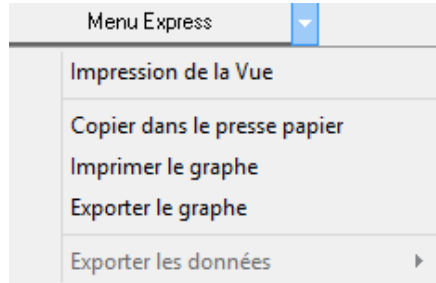 Menu Express
Impression de la Vue
Copier dans le presse papier
Imprimer le graphe
Exporter le graphe
Exporter les données